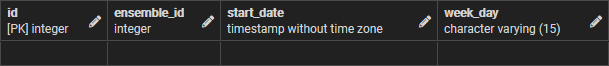 id ensemble_id start_date week_day
[PK] integer integer timestamp without time zone character varying (15)